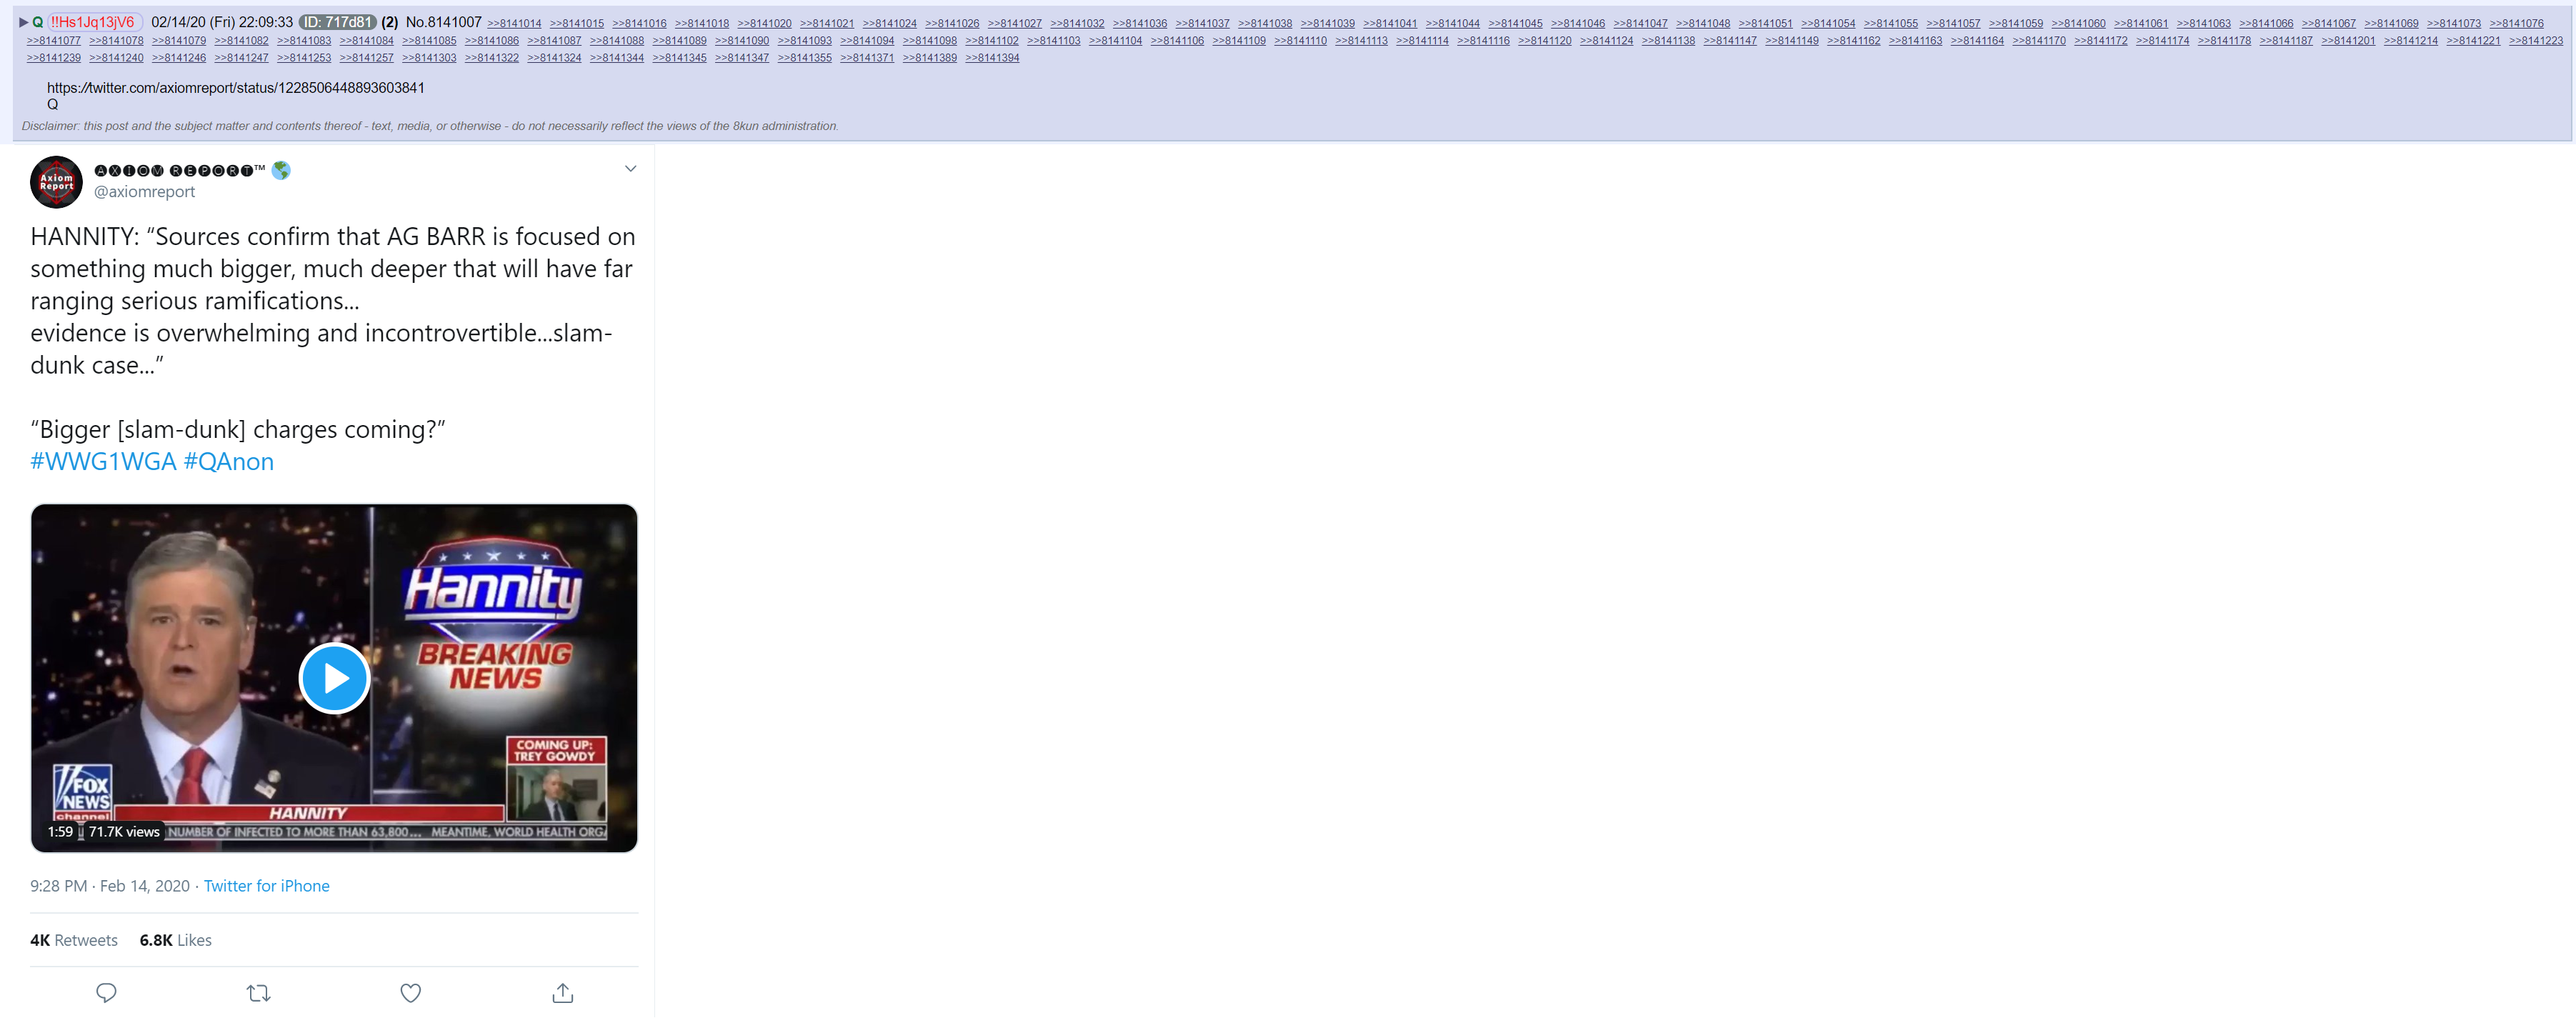 ▶ Q !!Hs1Jq13jV6 02/14/20 (Fri) 22:09:33 ID: 717d81 (2) No.8141007 >>8141014 >>8141015 >>8141016 >>8141018 >>8141020 >>8141021 >>8141024 >>8141026 >>8141027 >>8141032 >>8141036 >>8141037 >>8141038 >>8141039 >>8141041 >>8141044 >>8141045 >>8141046 >>8141047 >>8141048 >>8141051 >>8141054 >>8141055 >>8141057 >>8141059 >>8141060 >>8141061 >>8141063 >>8141066 >>8141067 >>8141069 >>8141073 >>8141076
>>8141077 >>8141078 >>8141079 >>8141082 >>8141083 >>8141084 >>8141085 >>8141086 >>8141087 >>8141088 >>8141089 >>8141090 >>8141093 >>8141094 >>8141098 >>8141102 >>8141103 >>8141104 >>8141106 >>8141109 >>8141110 >>8141113 >>8141114 >>8141116 >>8141120 >>8141124 >>8141138 >>8141147 >>8141149 >>8141162 >>8141163 >>8141164 >>8141170 >>8141172 >>8141174 >>8141178 >>8141187 >>8141201 >>8141214 >>8141221 >>8141223
>>8141239 >>8141240 >>8141246 >>8141247 >>8141253 >>8141257 >>8141303 >>8141322 >>8141324 >>8141344 >>8141345 >>8141347 >>8141355 >>8141371 >>8141389 >>8141394
https://twitter.com/axiomreport/status/1228506448893603841
Q
Disclaimer: this post and the subject matter and contents thereof - text, media, or otherwise - do not necessarily reflect the views of the 8kun administration.
Axiom
Report
🅐🅧🅘🅞🅜 🅡🅔🅟🅞🅡🅣™ 🌎
@axiomreport
HANNITY: “Sources confirm that AG BARR is focused on
something much bigger, much deeper that will have far
ranging serious ramifications...
evidence is overwhelming and incontrovertible...slam-
dunk case...”
“Bigger [slam-dunk] charges coming?”
#WWG1WGA #QAnon
Hannity
BREAKING
NEWS
COMING UP:
TREY GOWDY
FOX
NEWS
channel
HANNITY
1:59 71.7K views NUMBER OF INFECTED TO MORE THAN 63,800... MEANTIME, WORLD HEALTH ORGA
9:28 PM · Feb 14, 2020 · Twitter for iPhone
4K Retweets 6.8K Likes